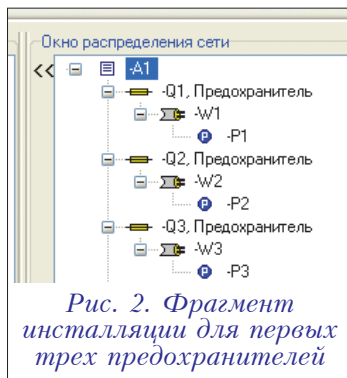 Окно распределения сети
<< -A1
-Q1, Предохранитель
-W1
P -P1
-Q2, Предохранитель
-W2
P -P2
-Q3, Предохранитель
-W3
P -P3
Рис. 2. Фрагмент
инсталляции для первых
трех предохранителей